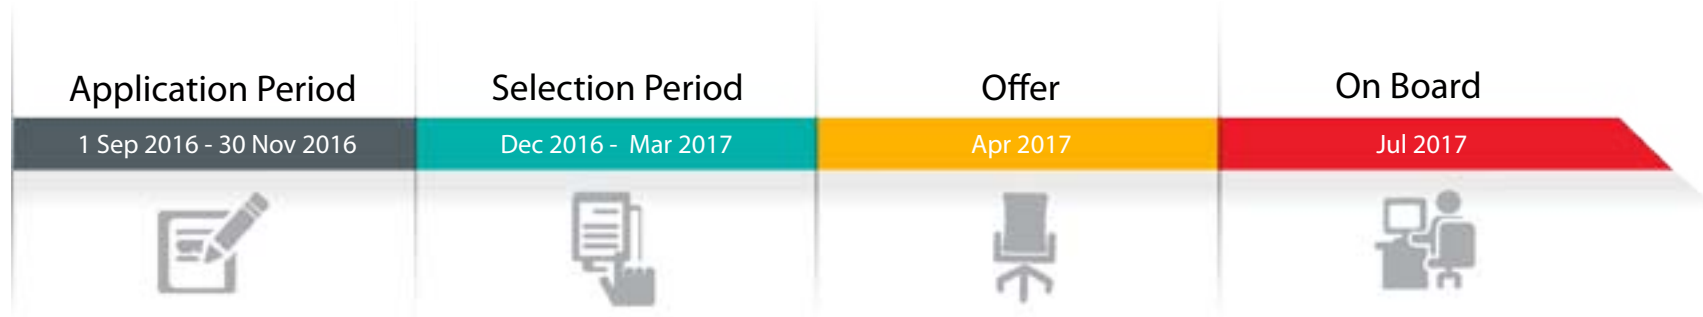 Application Period
Selection Period
Offer
On Board
1 Sep 2016 - 30 Nov 2016
Dec 2016 -  Mar 2017
Apr 2017
Jul 2017